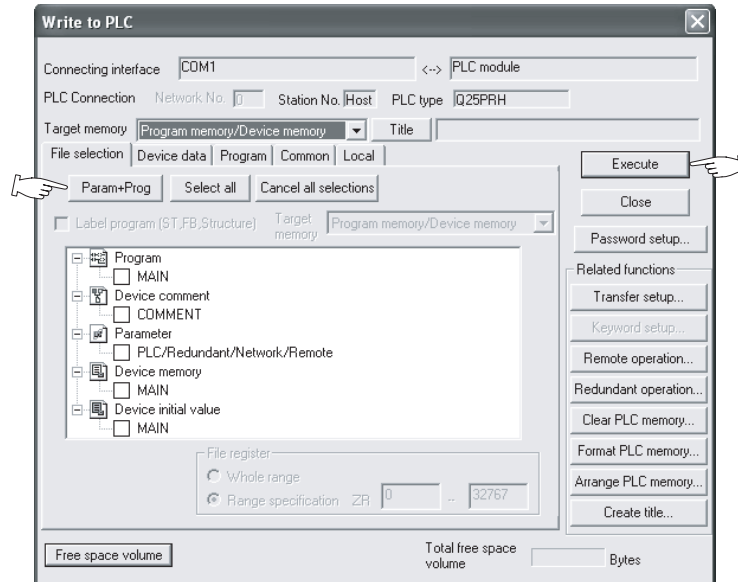 Write to PLC
Connecting interface COM1 <--> PLC module
PLC Connection Network No. 0 Station No. Host PLC type Q25PRH
Target memory Program memory/Device memory Title
File selection Device data Program Common Local
Execute
Param+Prog Select all Cancel all selections
Close
Label program (ST,FB,Structure) Target memory Program memory/Device memory
Password setup...
Program
MAIN
Device comment
COMMENT
Parameter
PLC/Redundant/Network/Remote
Device memory
MAIN
Device initial value
MAIN
Related functions
Transfer setup...
Keyword setup...
Remote operation...
Redundant operation...
Clear PLC memory...
Format PLC memory...
Arrange PLC memory...
Create title...
File register
Whole range
Range specification ZR 0 .. 32767
Free space volume
Total free space
volume Bytes